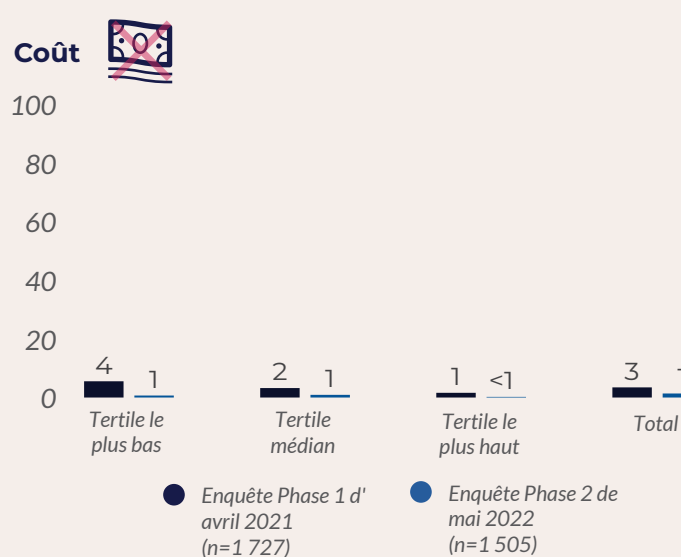 Coût
100
80
60
40
20
0
4
1
2
1
1
<1
3
Tertile le
plus bas
Tertile
médian
Tertile le
plus haut
Total
Enquête Phase 1 d'
avril 2021
(n=1 727)
Enquête Phase 2 de
mai 2022
(n=1 505)